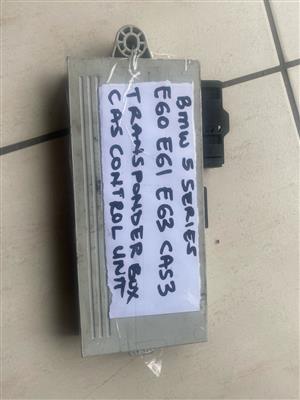 BMW 5 SERIES
E60 E61 E63 CAS3
TRANSPONDER BOX
CAS CONTROL UNIT